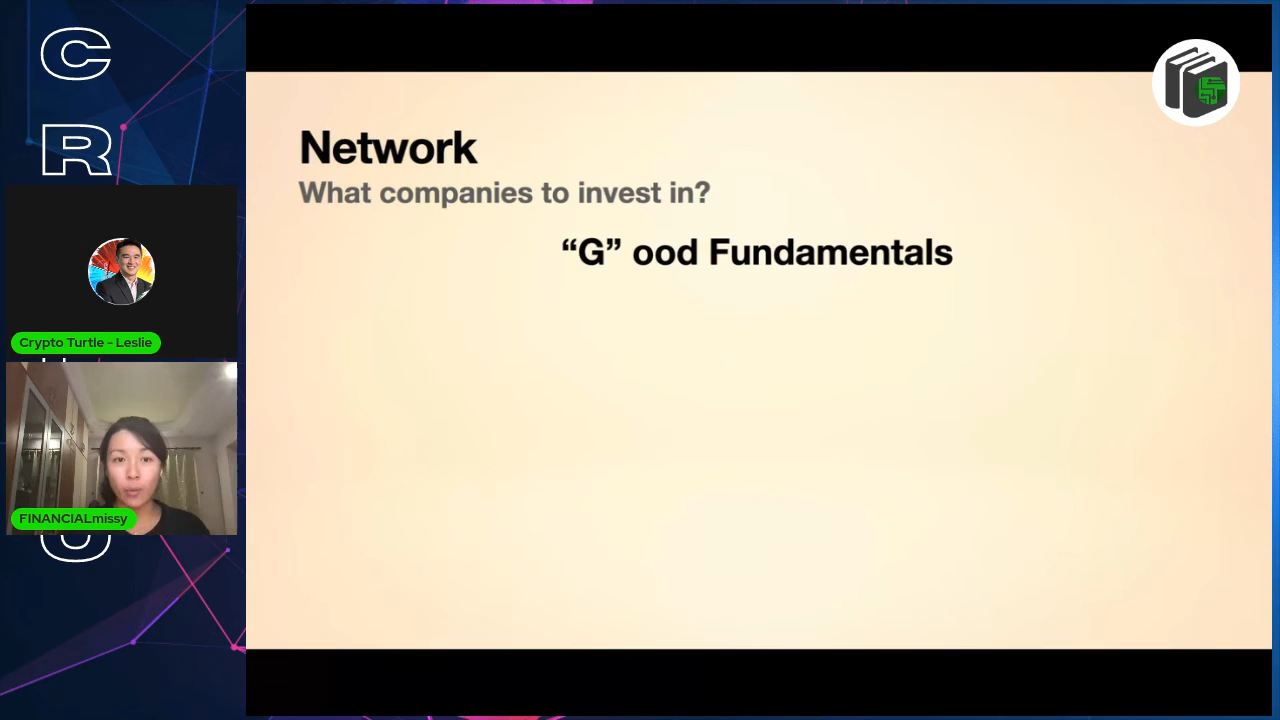 C
R
Network
What companies to invest in?
“G” ood Fundamentals
Crypto Turtle - Leslie
FINANCIALmissy